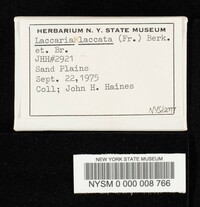 HERBARIUM N. Y. STATE MUSEUM
Laccaria laccata (Fr.) Berk.
et. Br.
JHH#2921
Sand Plains
Sept. 22,1975
Coll; John H. Haines
NEW YORK STATE MUSEUM
NYSM 0 000 008 766